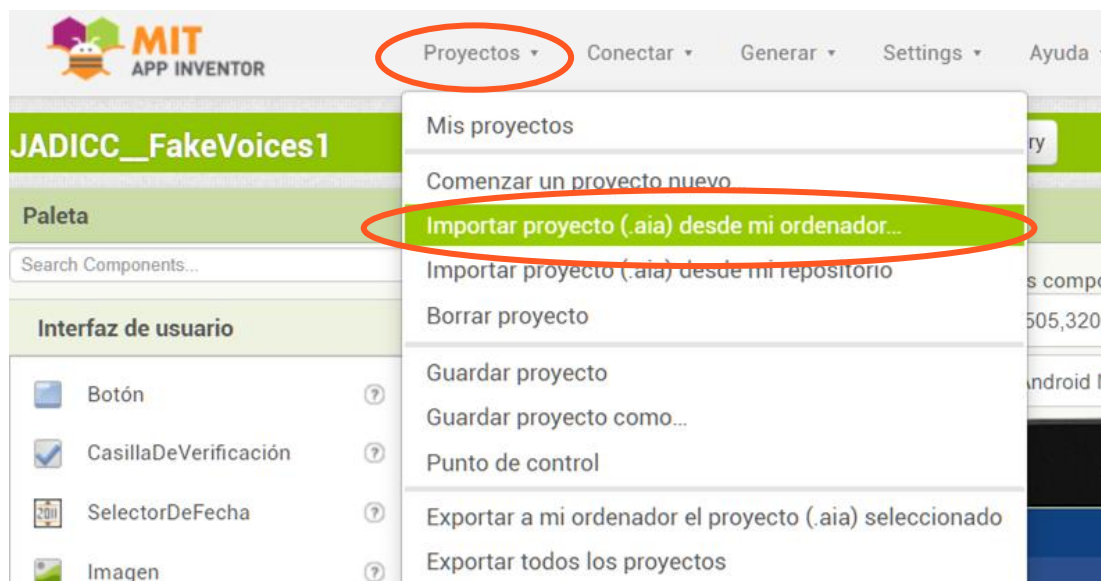 MIT
APP INVENTOR
Proyectos
Conectar
Generar
Settings
Ayuda
JADICC__FakeVoices1
ry
Mis proyectos
Comenzar un proyecto nuevo...
Importar proyecto (.aia) desde mi ordenador...
Importar proyecto (.aia) desde mi repositorio
Borrar proyecto
Guardar proyecto
Guardar proyecto como...
Punto de control
Exportar a mi ordenador el proyecto (.aia) seleccionado
Exportar todos los proyectos
Paleta
Search Components...
Interfaz de usuario
Botón
?
CasillaDeVerificación
?
2011
SelectorDeFecha
?
Imagen
?
s compo
505,320